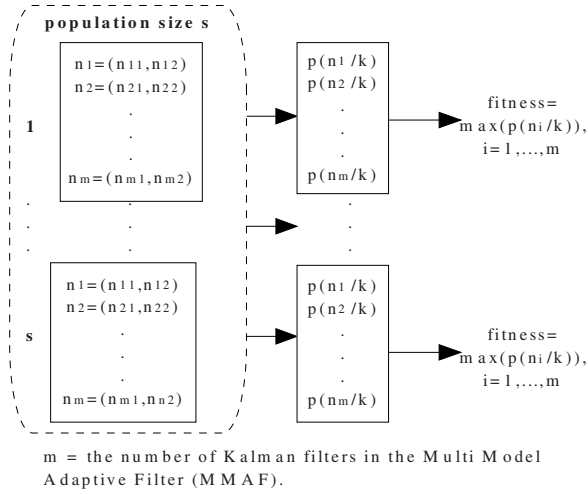 population size s
n1=(n11,n12)
n2=(n21,n22)
.
.
.
nm=(nm1,nm2)
1
p(n1/k)
p(n2/k)
.
.
.
p(nm/k)
fitness=
max(p(ni/k)),
i=1,...,m
. . .
. . .
. . .
n1=(n11,n12)
n2=(n21,n22)
.
.
.
nm=(nm1,nn2)
s
p(n1/k)
p(n2/k)
.
.
.
p(nm/k)
fitness=
max(p(ni/k)),
i=1,...,m
m = the number of Kalman filters in the Multi Model
Adaptive Filter (MMAF).